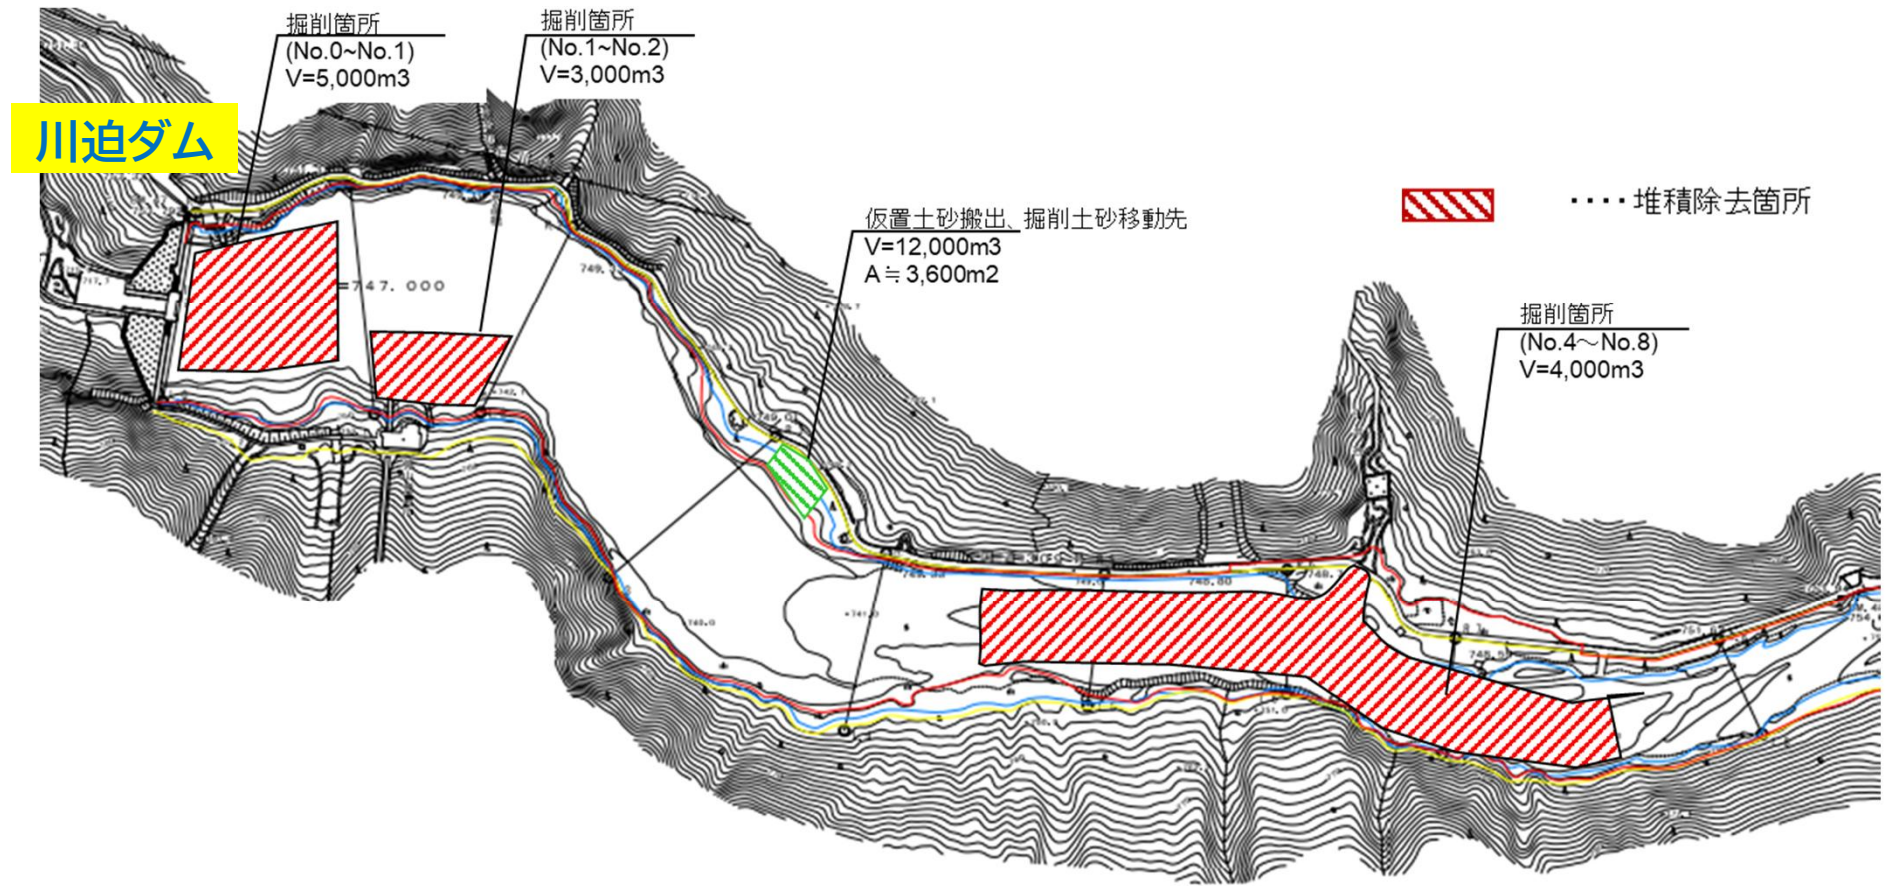 掘削箇所
(No.0~No.1)
V=5,000m3
掘削箇所
(No.1~No.2)
V=3,000m3
川迫ダム
仮置土砂搬出、掘削土砂移動先
V=12,000m3
A≒3,600m2
････堆積除去箇所
=747.000
掘削箇所
(No.4～No.8)
V=4,000m3
748.80